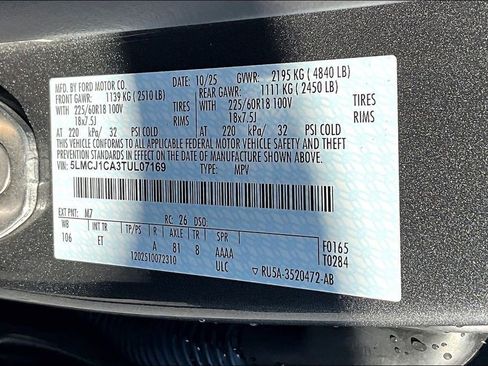 MFD. BY FORD MOTOR CO. DATE: 10/25 GVWR: 2195 KG ( 4840 LB)
FRONT GAWR: 1139 KG ( 2510 LB) REAR GAWR: 1111 KG ( 2450 LB)
WITH 225/60R18 100V TIRES WITH 225/60R18 100V TIRES
18x7.5J RIMS 18x7.5J RIMS
AT 220 kPa/ 32 PSI COLD AT 220 kPa/ 32 PSI COLD
THIS VEHICLE CONFORMS TO ALL APPLICABLE FEDERAL MOTOR VEHICLE SAFETY, BUMPER, AND THEFT PREVENTION STANDARDS IN EFFECT ON THE DATE OF MANUFACTURE SHOWN ABOVE.
VIN: 5LMCJ1CA3TUL07169 TYPE: MPV
EXT PNT: M7 RC: 26 DSO:
WB INT TR TP/PS R AXLE TR SPR
106 ET A 81 8 AAAA
1202510072310 ULC
F0165
T0284
▽ RU5A-3520472-AB